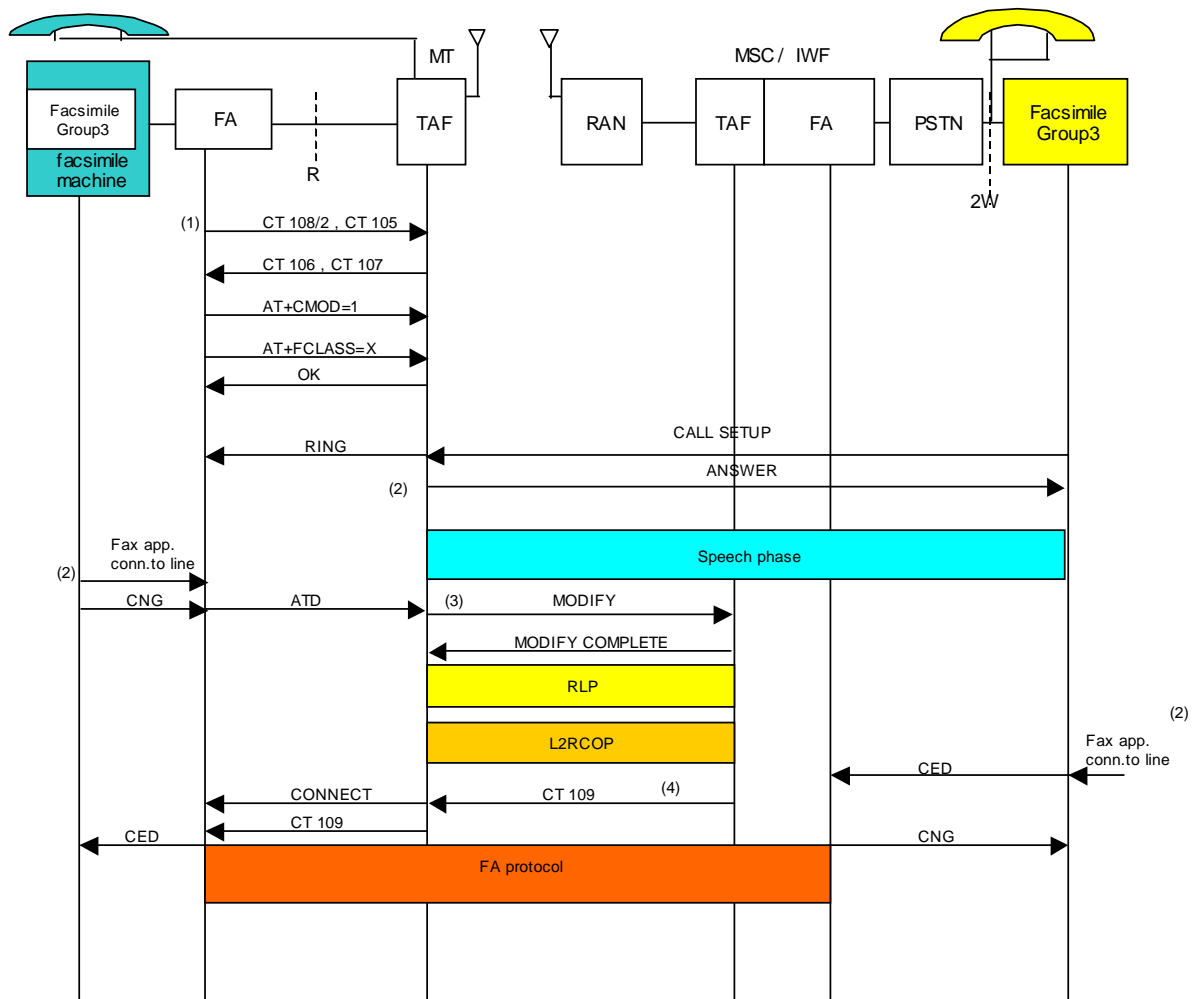 MT
MSC / IWF
Facsimile
Group3
facsimile
machine
FA
R
TAF
RAN
TAF
FA
PSTN
2W
Facsimile
Group3
(1)
CT 108/2 , CT 105
CT 106 , CT 107
AT+CMOD=1
AT+FCLASS=X
OK
RING
CALL SETUP
(2)
ANSWER
Speech phase
(2)
Fax app.
conn.to line
CNG
ATD
(3)
MODIFY
MODIFY COMPLETE
RLP
L2RCOP
(2)
Fax app.
conn.to line
CED
CONNECT
CT 109
(4)
CT 109
CED
CNG
FA protocol